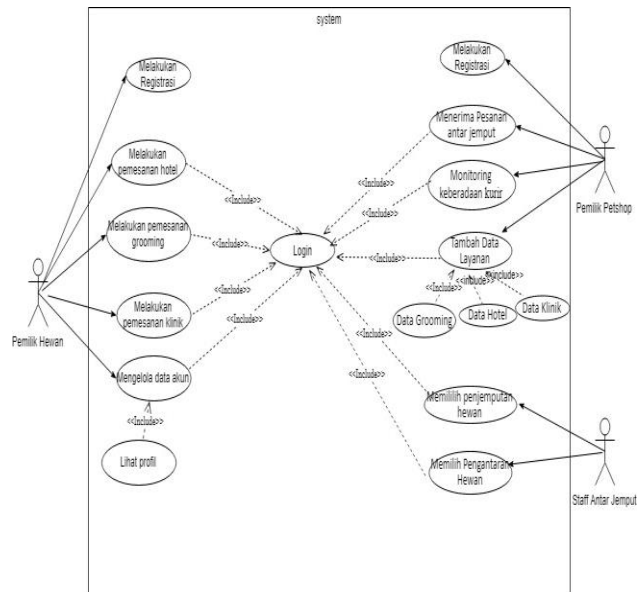 system
Melakukan
Registrasi
Melakukan
Registrasi
Melakukan
pemesanan hotel
Menerima Pesanan
antar jemput
Pemilik Petshop
<<Include>>
<<Include>>
Monitoring
keberadaan kurir
<<Include>>
Melakukan pemesanan
grooming
<<Include>>
Login
Tambah Data
Layanan
<<Include>>
<<Include>>
<<include>>
<<include>>
Data Grooming
Data Hotel
Data Klinik
Pemilik Hewan
Melakukan
pemesanan klinik
<<Include>>
<<Include>>
Mengelola data akun
<<Include>>
<<Include>>
<<Include>>
Lihat profil
Memililih penjemputan
hewan
Memilih Pengantaran
Hewan
Staff Antar Jemput